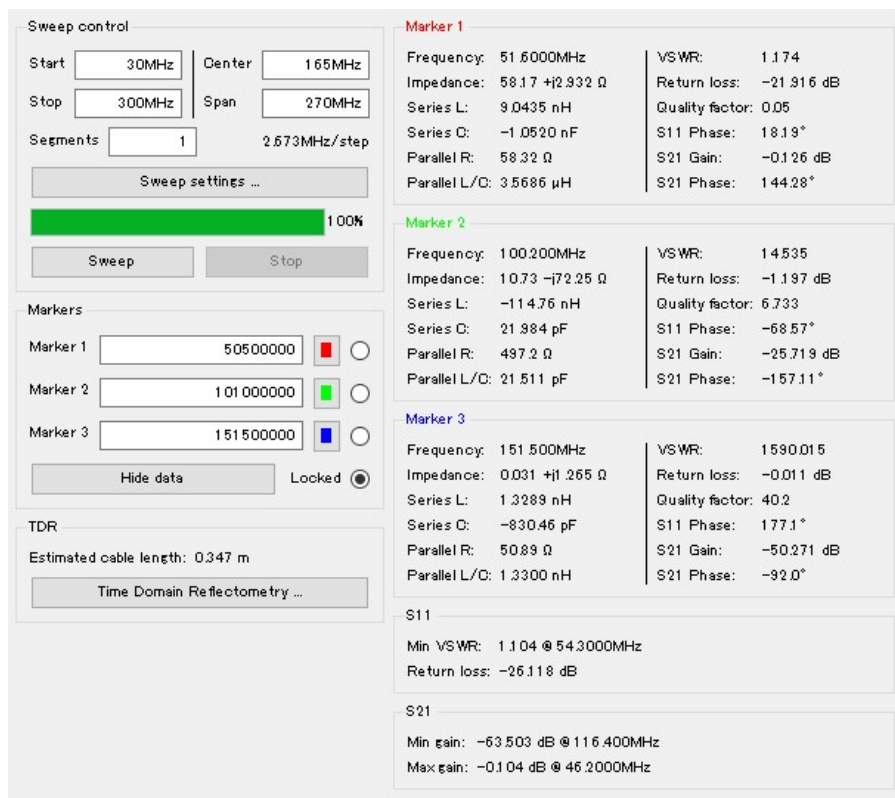 Sweep control
Start 30MHz Center 165MHz
Stop 300MHz Span 270MHz
Segments 1 2.673MHz/step
Sweep settings ...
100%
Sweep Stop
Markers
Marker 1 50500000
Marker 2 101000000
Marker 3 151500000
Hide data Locked
TDR
Estimated cable length: 0.347 m
Time Domain Reflectometry ...
Marker 1
Frequency: 51.6000MHz VSWR: 1.174
Impedance: 58.17 +j2.932 Ω Return loss: -21.916 dB
Series L: 9.0435 nH Quality factor: 0.05
Series C: -1.0520 nF S11 Phase: 18.19°
Parallel R: 58.32 Ω S21 Gain: -0.126 dB
Parallel L/C: 3.5686 μH S21 Phase: 144.28°
Marker 2
Frequency: 100.200MHz VSWR: 14.535
Impedance: 10.73 -j72.25 Ω Return loss: -1.197 dB
Series L: -114.76 nH Quality factor: 6.733
Series C: 21.984 pF S11 Phase: -68.57°
Parallel R: 497.2 Ω S21 Gain: -25.719 dB
Parallel L/C: 21.511 pF S21 Phase: -157.11°
Marker 3
Frequency: 151.500MHz VSWR: 1590.015
Impedance: 0.031 +j1.265 Ω Return loss: -0.011 dB
Series L: 1.3289 nH Quality factor: 40.2
Series C: -830.46 pF S11 Phase: 177.1°
Parallel R: 50.89 Ω S21 Gain: -50.271 dB
Parallel L/C: 1.3300 nH S21 Phase: -92.0°
S11
Min VSWR: 1.104 @ 54.3000MHz
Return loss: -26.118 dB
S21
Min gain: -63.503 dB @ 116.400MHz
Max gain: -0.104 dB @ 46.2000MHz